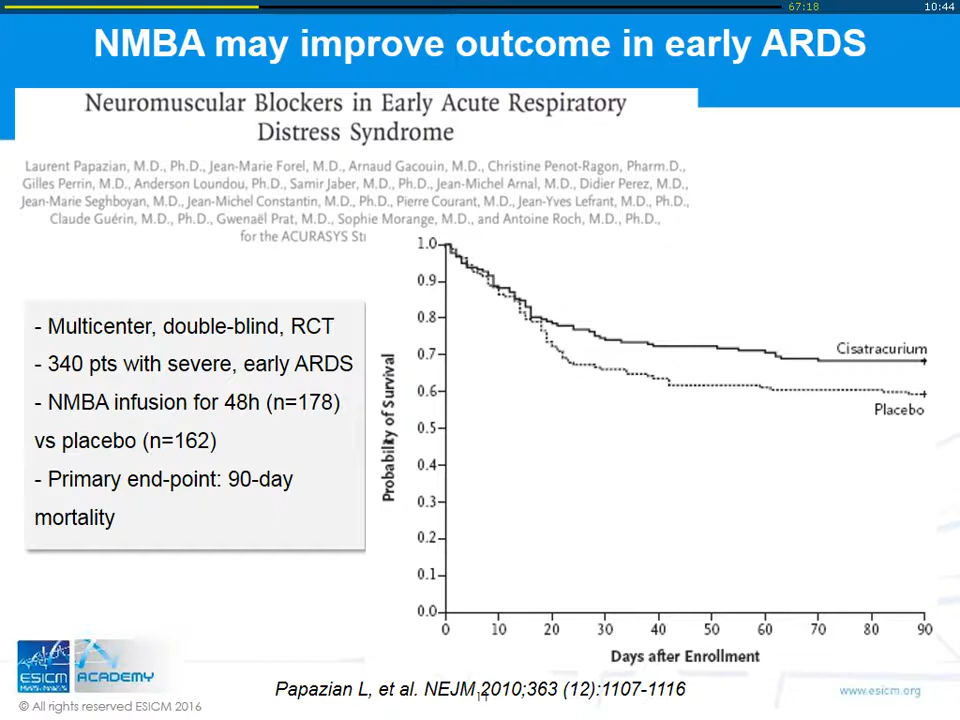 67:18
10:44
NMBA may improve outcome in early ARDS
Neuromuscular Blockers in Early Acute Respiratory
Distress Syndrome
Laurent Papazian, M.D., Ph.D., Jean-Marie Forel, M.D., Arnaud Gacouin, M.D., Christine Penot-Ragon, Pharm.D.,
Gilles Perrin, M.D., Anderson Loundou, Ph.D., Samir Jaber, M.D., Ph.D., Jean-Michel Arnal, M.D., Didier Perez, M.D.,
Jean-Marie Seghboyan, M.D., Jean-Michel Constantin, M.D., Ph.D., Pierre Courant, M.D., Jean-Yves Lefrant, M.D., Ph.D.,
Claude Guérin, M.D., Ph.D., Gwenaël Prat, M.D., Sophie Morange, M.D., and Antoine Roch, M.D., Ph.D.,
for the ACURASYS
- Multicenter, double-blind, RCT
- 340 pts with severe, early ARDS
- NMBA infusion for 48h (n=178)
vs placebo (n=162)
- Primary end-point: 90-day
mortality
Probability of Survival
1.0
0.9
0.8
0.7
0.6
0.5
0.4
0.3
0.2
0.1
0.0
Cisatracurium
Placebo
0 10 20 30 40 50 60 70 80 90
Days after Enrollment
ESICM
ACADEMY
Papazian L, et al. NEJM 2010;363 (12):1107-1116
11
www.esicm.org
© All rights reserved ESICM 2016